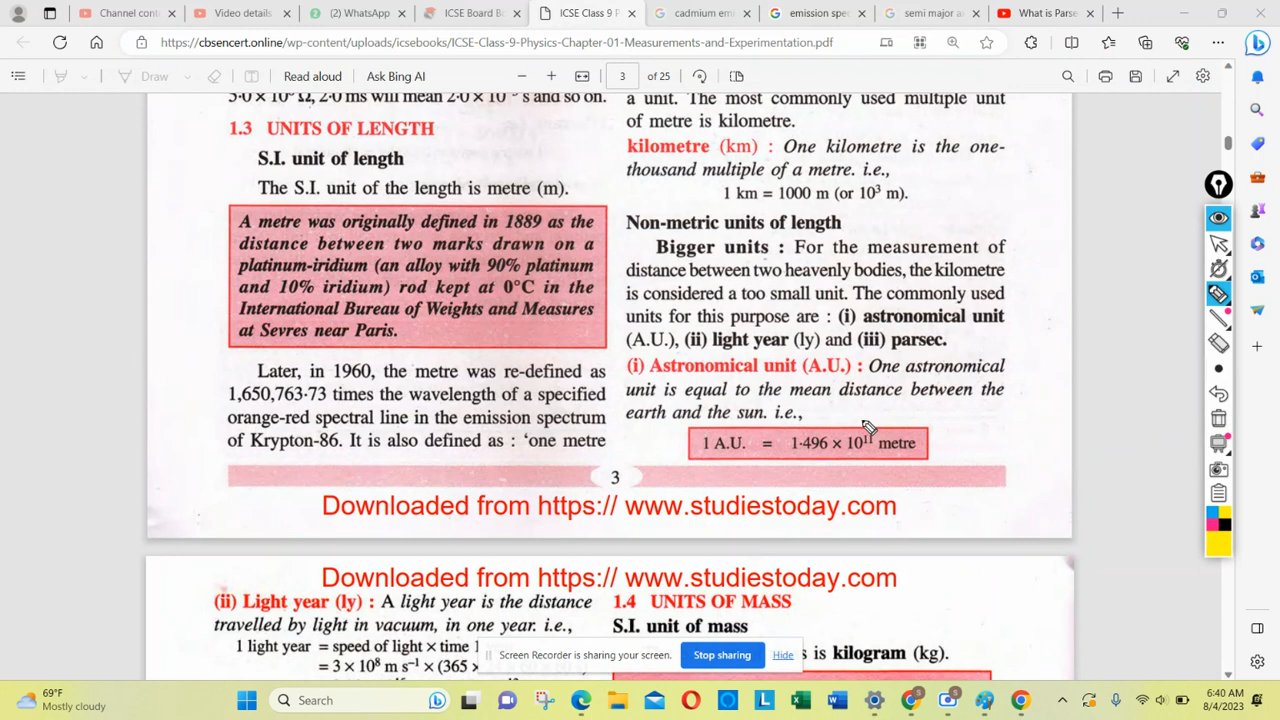 Channel cont
Video details
(2) WhatsApp
ICSE Board B
ICSE Class 9 P
cadmium emi
emission spec
semi major a
What is Parse
https://cbsencert.online/wp-content/uploads/icsebooks/ICSE-Class-9-Physics-Chapter-01-Measurements-and-Experimentation.pdf
Draw
Read aloud
Ask Bing AI
3
of 25
1.3 UNITS OF LENGTH
S.I. unit of length
The S.I. unit of the length is metre (m).
A metre was originally defined in 1889 as the
distance between two marks drawn on a
platinum-iridium (an alloy with 90% platinum
and 10% iridium) rod kept at 0°C in the
International Bureau of Weights and Measures
at Sevres near Paris.
Later, in 1960, the metre was re-defined as
1,650,763·73 times the wavelength of a specified
orange-red spectral line in the emission spectrum
of Krypton-86. It is also defined as : ‘one metre
a unit. The most commonly used multiple unit
of metre is kilometre.
kilometre (km) : One kilometre is the one-
thousand multiple of a metre. i.e.,
1 km = 1000 m (or 10³ m).
Non-metric units of length
Bigger units : For the measurement of
distance between two heavenly bodies, the kilometre
is considered a too small unit. The commonly used
units for this purpose are : (i) astronomical unit
(A.U.), (ii) light year (ly) and (iii) parsec.
(i) Astronomical unit (A.U.) : One astronomical
unit is equal to the mean distance between the
earth and the sun. i.e.,
1 A.U. = 1·496 × 10¹¹ metre
3
Downloaded from https:// www.studiestoday.com
Downloaded from https:// www.studiestoday.com
(ii) Light year (ly) : A light year is the distance
travelled by light in vacuum, in one year. i.e.,
1 light year = speed of light × time 1
= 3 × 10⁸ m s⁻¹ × (365
1.4 UNITS OF MASS
S.I. unit of mass
s is kilogram (kg).
Screen Recorder is sharing your screen.
Stop sharing
Hide
69°F
Mostly cloudy
Search
6:40 AM
8/4/2023